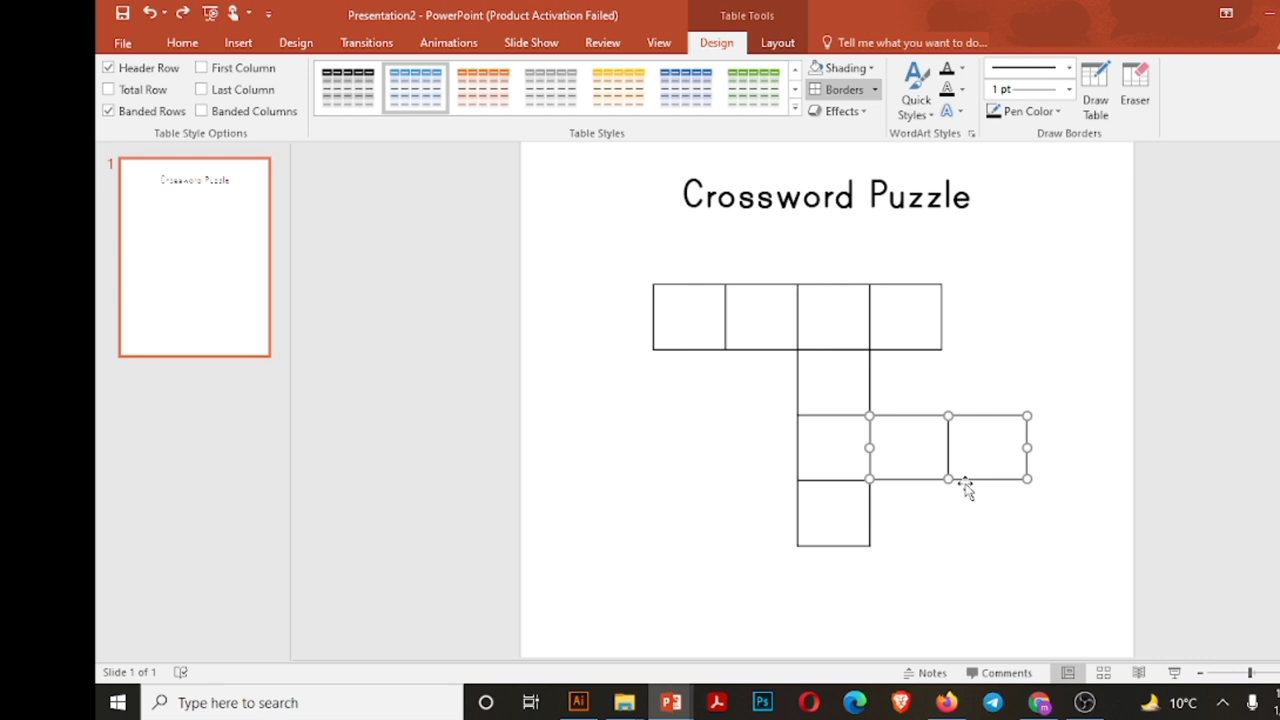 Presentation2 - PowerPoint (Product Activation Failed)
Table Tools
File Home Insert Design Transitions Animations Slide Show Review View Design Layout Tell me what you want to do...
Header Row First Column
Total Row Last Column
Banded Rows Banded Columns
Table Style Options
Table Styles
Shading
Borders
Effects
Quick
Styles
WordArt Styles
1 pt
Pen Color
Draw
Table
Eraser
Draw Borders
1
Crossword Puzzle
Crossword Puzzle
Slide 1 of 1
Notes
Comments
Type here to search
Ai
P3
Ps
m
10°C